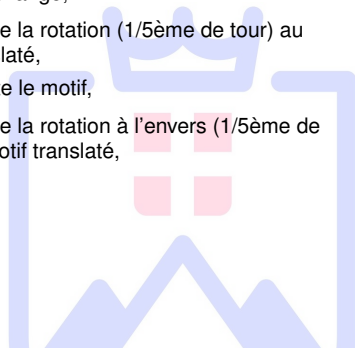 e la rotation (1/5ème de tour) au
laté,
e le motif,
e la rotation à l'envers (1/5ème de
otif translaté,